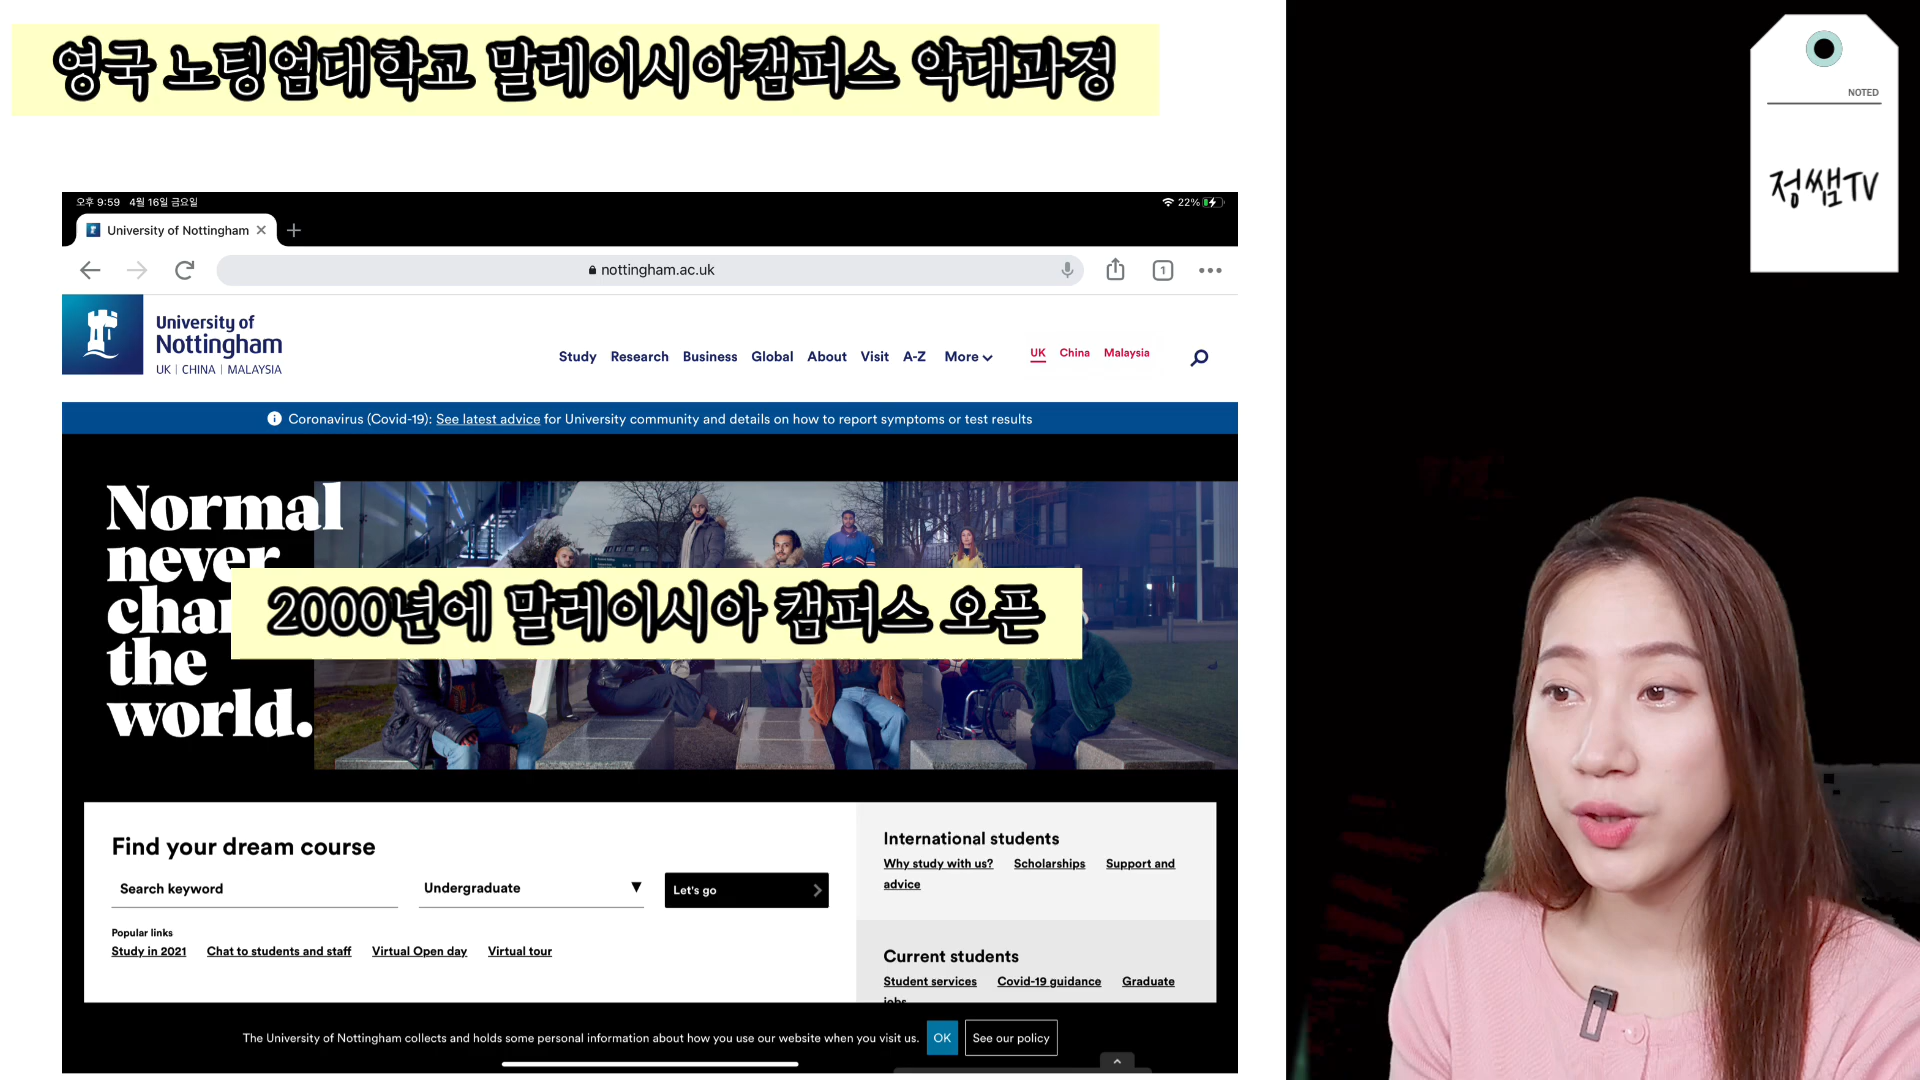 영국 노팅엄대학교 말레이시아캠퍼스 약대과정
NOTED
정쌤TV
오후 9:59 4월 16일 금요일
22%
University of Nottingham
nottingham.ac.uk
1
University of
Nottingham
UK | CHINA | MALAYSIA
Study Research Business Global About Visit A-Z More
UK China Malaysia
Coronavirus (Covid-19): See latest advice for University community and details on how to report symptoms or test results
Normal
never
the
world.
2000년에 말레이시아 캠퍼스 오픈
Find your dream course
Search keyword
Undergraduate
Let's go
Popular links
Study in 2021 Chat to students and staff Virtual Open day Virtual tour
International students
Why study with us? Scholarships Support and
advice
Current students
Student services Covid-19 guidance Graduate
jobs
The University of Nottingham collects and holds some personal information about how you use our website when you visit us.
OK
See our policy